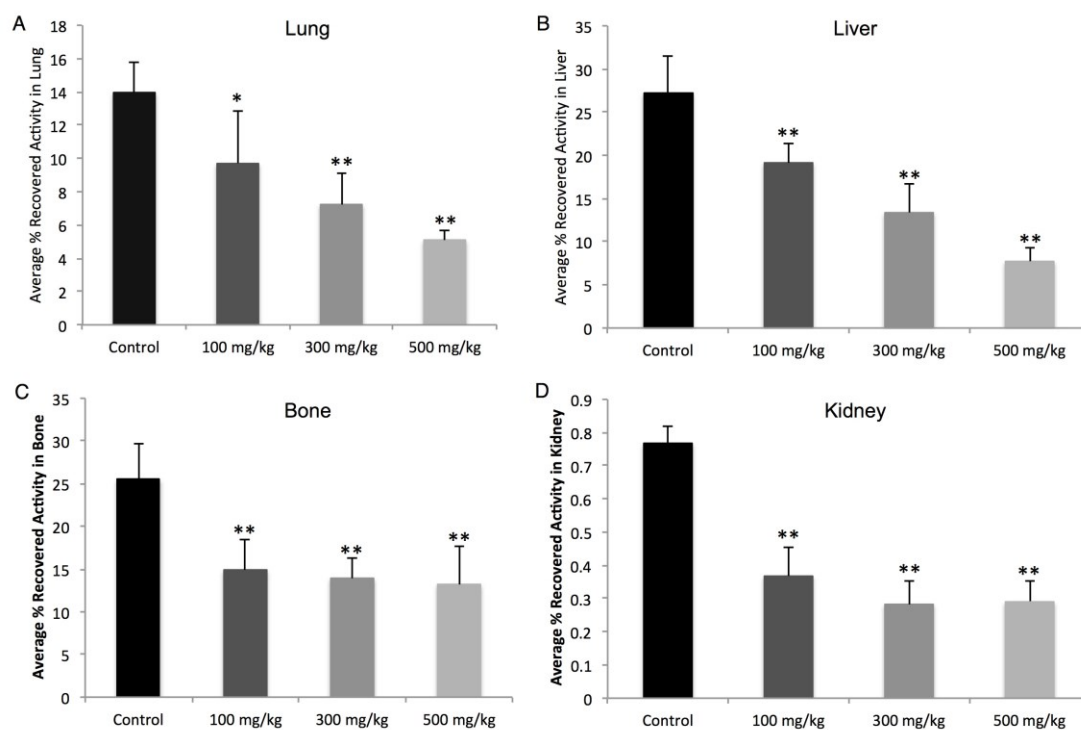 A
Lung
Average % Recovered Activity in Lung
18
16
14
12
10
8
6
4
2
0
*
**
**
Control
100 mg/kg
300 mg/kg
500 mg/kg
B
Liver
Average % Recovered Activity in Liver
35
30
25
20
15
10
5
0
**
**
**
Control
100 mg/kg
300 mg/kg
500 mg/kg
C
Bone
Average % Recovered Activity in Bone
35
30
25
20
15
10
5
0
**
**
**
Control
100 mg/kg
300 mg/kg
500 mg/kg
D
Kidney
Average % Recovered Activity in Kidney
0.9
0.8
0.7
0.6
0.5
0.4
0.3
0.2
0.1
0
**
**
**
Control
100 mg/kg
300 mg/kg
500 mg/kg